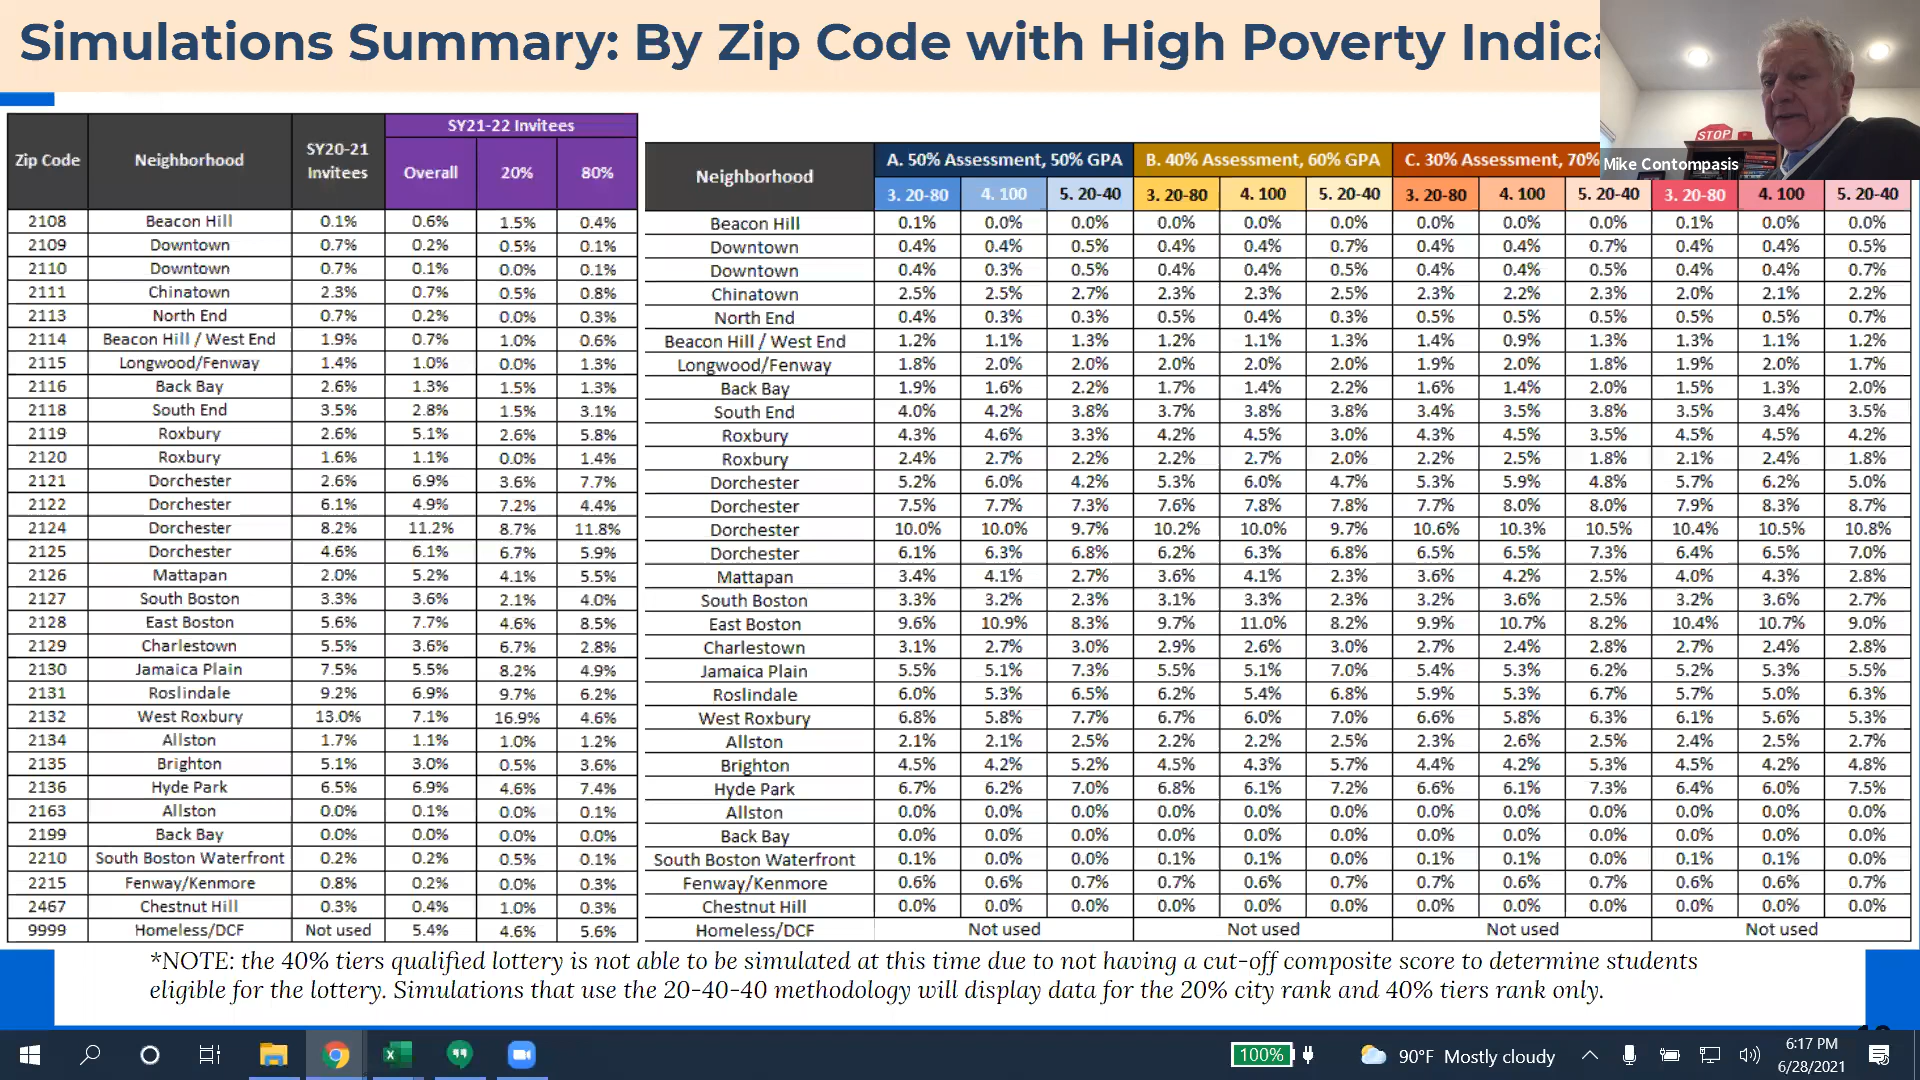 Simulations Summary: By Zip Code with High Poverty Indica
STOP
Mike Contompasis
Zip Code Neighborhood SY20-21 Invitees SY21-22 Invitees
Overall 20% 80%
2108 Beacon Hill 0.1% 0.6% 1.5% 0.4%
2109 Downtown 0.7% 0.2% 0.5% 0.1%
2110 Downtown 0.7% 0.1% 0.0% 0.1%
2111 Chinatown 2.3% 0.7% 0.5% 0.8%
2113 North End 0.7% 0.2% 0.0% 0.3%
2114 Beacon Hill / West End 1.9% 0.7% 1.0% 0.6%
2115 Longwood/Fenway 1.4% 1.0% 0.0% 1.3%
2116 Back Bay 2.6% 1.3% 1.5% 1.3%
2118 South End 3.5% 2.8% 1.5% 3.1%
2119 Roxbury 2.6% 5.1% 2.6% 5.8%
2120 Roxbury 1.6% 1.1% 0.0% 1.4%
2121 Dorchester 2.6% 6.9% 3.6% 7.7%
2122 Dorchester 6.1% 4.9% 7.2% 4.4%
2124 Dorchester 8.2% 11.2% 8.7% 11.8%
2125 Dorchester 4.6% 6.1% 6.7% 5.9%
2126 Mattapan 2.0% 5.2% 4.1% 5.5%
2127 South Boston 3.3% 3.6% 2.1% 4.0%
2128 East Boston 5.6% 7.7% 4.6% 8.5%
2129 Charlestown 5.5% 3.6% 6.7% 2.8%
2130 Jamaica Plain 7.5% 5.5% 8.2% 4.9%
2131 Roslindale 9.2% 6.9% 9.7% 6.2%
2132 West Roxbury 13.0% 7.1% 16.9% 4.6%
2134 Allston 1.7% 1.1% 1.0% 1.2%
2135 Brighton 5.1% 3.0% 0.5% 3.6%
2136 Hyde Park 6.5% 6.9% 4.6% 7.4%
2163 Allston 0.0% 0.1% 0.0% 0.1%
2199 Back Bay 0.0% 0.0% 0.0% 0.0%
2210 South Boston Waterfront 0.2% 0.2% 0.5% 0.1%
2215 Fenway/Kenmore 0.8% 0.2% 0.0% 0.3%
2467 Chestnut Hill 0.3% 0.4% 1.0% 0.3%
9999 Homeless/DCF Not used 5.4% 4.6% 5.6%
Neighborhood A. 50% Assessment, 50% GPA B. 40% Assessment, 60% GPA C. 30% Assessment, 70%
3. 20-80 4. 100 5. 20-40 3. 20-80 4. 100 5. 20-40 3. 20-80 4. 100 5. 20-40 3. 20-80 4. 100 5. 20-40
Beacon Hill 0.1% 0.0% 0.0% 0.0% 0.0% 0.0% 0.0% 0.0% 0.0% 0.1% 0.0% 0.0%
Downtown 0.4% 0.4% 0.5% 0.4% 0.4% 0.7% 0.4% 0.4% 0.7% 0.4% 0.4% 0.5%
Downtown 0.4% 0.3% 0.5% 0.4% 0.4% 0.5% 0.4% 0.4% 0.5% 0.4% 0.4% 0.7%
Chinatown 2.5% 2.5% 2.7% 2.3% 2.3% 2.5% 2.3% 2.2% 2.3% 2.0% 2.1% 2.2%
North End 0.4% 0.3% 0.3% 0.5% 0.4% 0.3% 0.5% 0.5% 0.5% 0.5% 0.5% 0.7%
Beacon Hill / West End 1.2% 1.1% 1.3% 1.2% 1.1% 1.3% 1.4% 0.9% 1.3% 1.3% 1.1% 1.2%
Longwood/Fenway 1.8% 2.0% 2.0% 2.0% 2.0% 2.0% 1.9% 2.0% 1.8% 1.9% 2.0% 1.7%
Back Bay 1.9% 1.6% 2.2% 1.7% 1.4% 2.2% 1.6% 1.4% 2.0% 1.5% 1.3% 2.0%
South End 4.0% 4.2% 3.8% 3.7% 3.8% 3.8% 3.4% 3.5% 3.8% 3.5% 3.4% 3.5%
Roxbury 4.3% 4.6% 3.3% 4.2% 4.5% 3.0% 4.3% 4.5% 3.5% 4.5% 4.5% 4.2%
Roxbury 2.4% 2.7% 2.2% 2.2% 2.7% 2.0% 2.2% 2.5% 1.8% 2.1% 2.4% 1.8%
Dorchester 5.2% 6.0% 4.2% 5.3% 6.0% 4.7% 5.3% 5.9% 4.8% 5.7% 6.2% 5.0%
Dorchester 7.5% 7.7% 7.3% 7.6% 7.8% 7.8% 7.7% 8.0% 8.0% 7.9% 8.3% 8.7%
Dorchester 10.0% 10.0% 9.7% 10.2% 10.0% 9.7% 10.6% 10.3% 10.5% 10.4% 10.5% 10.8%
Dorchester 6.1% 6.3% 6.8% 6.2% 6.3% 6.8% 6.5% 6.5% 7.3% 6.4% 6.5% 7.0%
Mattapan 3.4% 4.1% 2.7% 3.6% 4.1% 2.3% 3.6% 4.2% 2.5% 4.0% 4.3% 2.8%
South Boston 3.3% 3.2% 2.3% 3.1% 3.3% 2.3% 3.2% 3.6% 2.5% 3.2% 3.6% 2.7%
East Boston 9.6% 10.9% 8.3% 9.7% 11.0% 8.2% 9.9% 10.7% 8.2% 10.4% 10.7% 9.0%
Charlestown 3.1% 2.7% 3.0% 2.9% 2.6% 3.0% 2.7% 2.4% 2.8% 2.7% 2.4% 2.8%
Jamaica Plain 5.5% 5.1% 7.3% 5.5% 5.1% 7.0% 5.4% 5.3% 6.2% 5.2% 5.3% 5.5%
Roslindale 6.0% 5.3% 6.5% 6.2% 5.4% 6.8% 5.9% 5.3% 6.7% 5.7% 5.0% 6.3%
West Roxbury 6.8% 5.8% 7.7% 6.7% 6.0% 7.0% 6.6% 5.8% 6.3% 6.1% 5.6% 5.3%
Allston 2.1% 2.1% 2.5% 2.2% 2.2% 2.5% 2.3% 2.6% 2.5% 2.4% 2.5% 2.7%
Brighton 4.5% 4.2% 5.2% 4.5% 4.3% 5.7% 4.4% 4.2% 5.3% 4.5% 4.2% 4.8%
Hyde Park 6.7% 6.2% 7.0% 6.8% 6.1% 7.2% 6.6% 6.1% 7.3% 6.4% 6.0% 7.5%
Allston 0.0% 0.0% 0.0% 0.0% 0.0% 0.0% 0.0% 0.0% 0.0% 0.0% 0.0% 0.0%
Back Bay 0.0% 0.0% 0.0% 0.0% 0.0% 0.0% 0.0% 0.0% 0.0% 0.0% 0.0% 0.0%
South Boston Waterfront 0.1% 0.0% 0.0% 0.1% 0.1% 0.0% 0.1% 0.1% 0.0% 0.1% 0.1% 0.0%
Fenway/Kenmore 0.6% 0.6% 0.7% 0.7% 0.6% 0.7% 0.7% 0.6% 0.7% 0.6% 0.6% 0.7%
Chestnut Hill 0.0% 0.0% 0.0% 0.0% 0.0% 0.0% 0.0% 0.0% 0.0% 0.0% 0.0% 0.0%
Homeless/DCF Not used Not used Not used Not used
*NOTE: the 40% tiers qualified lottery is not able to be simulated at this time due to not having a cut-off composite score to determine students
eligible for the lottery. Simulations that use the 20-40-40 methodology will display data for the 20% city rank and 40% tiers rank only.
100% 90°F Mostly cloudy 6:17 PM
6/28/2021